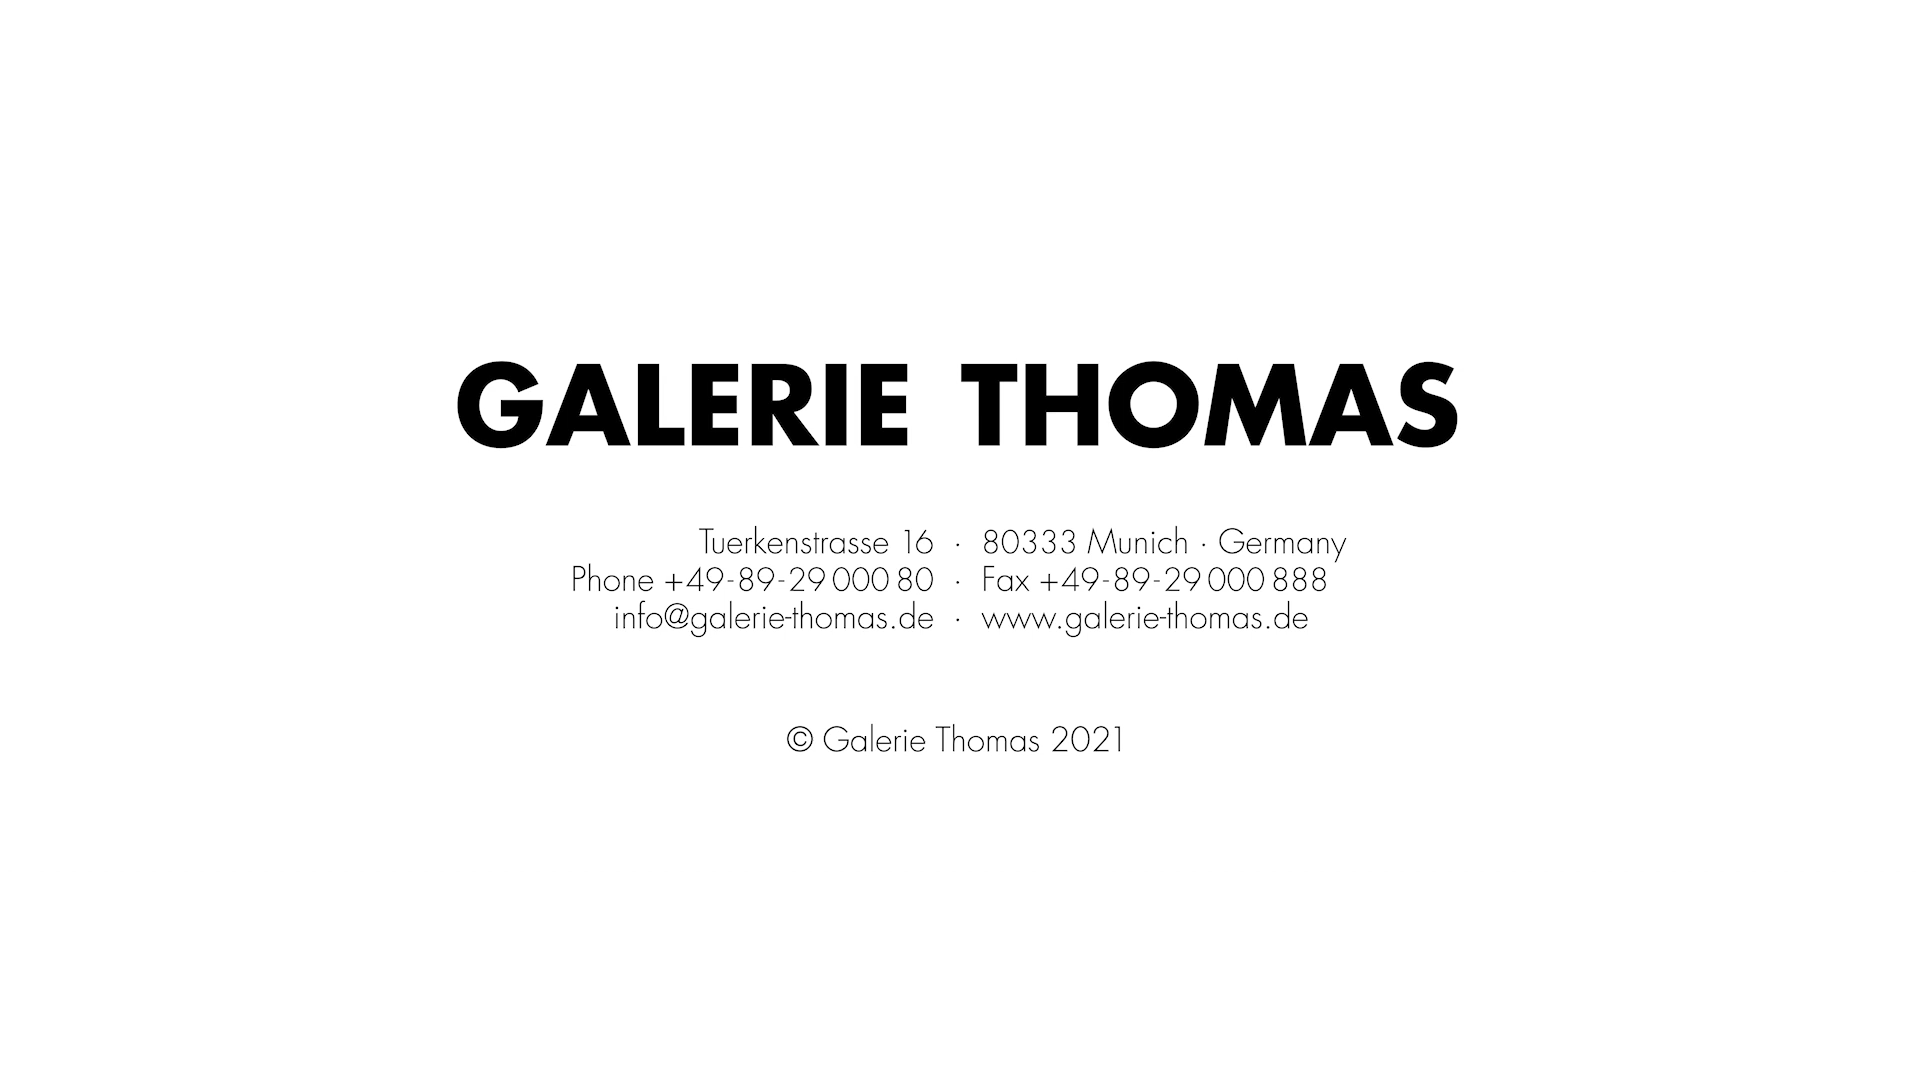 GALERIE THOMAS
Tuerkenstrasse 16 · 80333 Munich · Germany
Phone +49-89-29 000 80 · Fax +49-89-29 000 888
info@galerie-thomas.de · www.galerie-thomas.de
© Galerie Thomas 2021